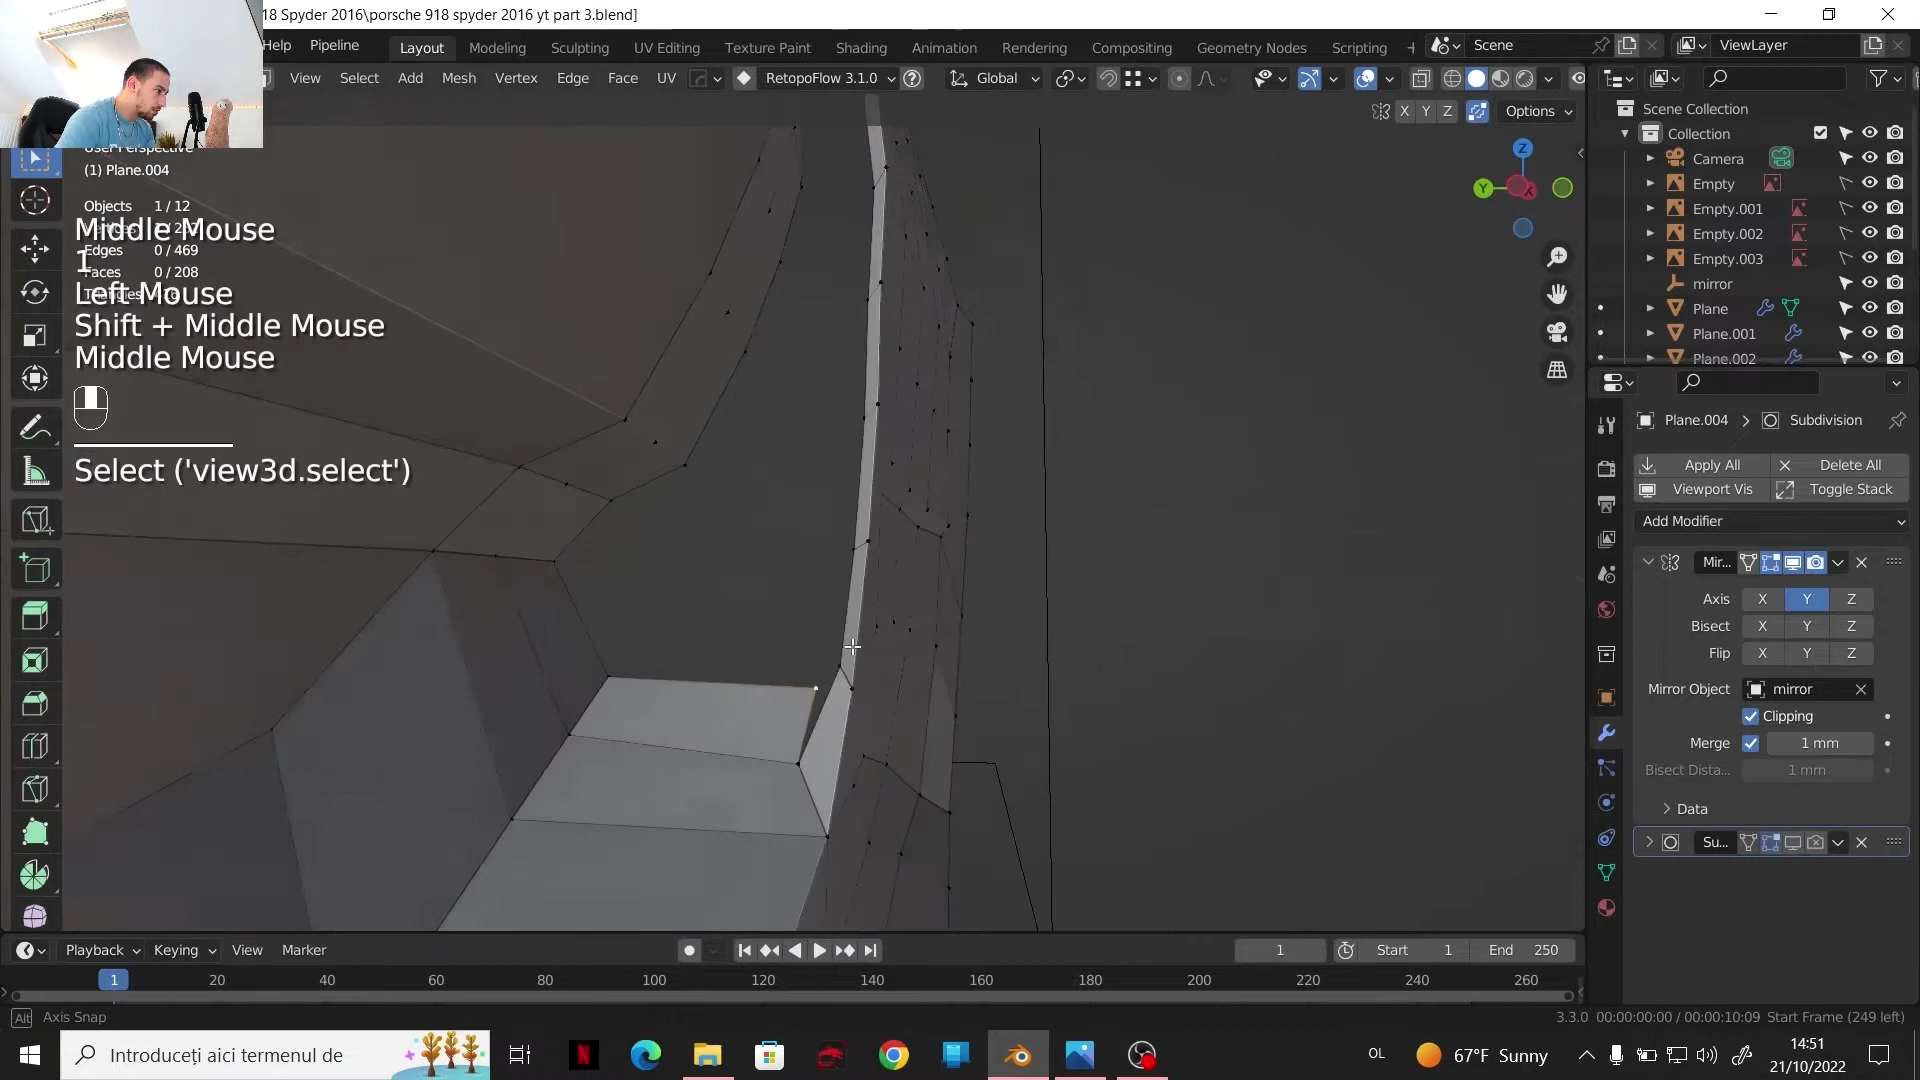 18 Spyder 2016\porsche 918 spyder 2016 yt part 3.blend]
Help Pipeline Layout Modeling Sculpting UV Editing Texture Paint Shading Animation Rendering Compositing Geometry Nodes Scripting + Scene ViewLayer
View Select Add Mesh Vertex Edge Face UV RetopoFlow 3.1.0 Global
X Y Z Options
(1) Plane.004
Objects 1 / 12
Middle Mouse
Edges 0 / 469
1
Faces 0 / 208
Left Mouse
Shift + Middle Mouse
Middle Mouse
Select ('view3d.select')
Z
Y
X
Scene Collection
Collection
Camera
Empty
Empty.001
Empty.002
Empty.003
mirror
Plane
Plane.001
Plane.002
Plane.004 > Subdivision
Apply All Delete All
Viewport Vis Toggle Stack
Add Modifier
Mir...
Axis X Y Z
Bisect X Y Z
Flip X Y Z
Mirror Object mirror
Clipping
Merge 1 mm
Bisect Dista... 1 mm
Data
Su...
Playback Keying View Marker 1 Start 1 End 250
1 20 40 60 80 100 120 140 160 180 200 220 240 260
Alt Axis Snap 3.3.0 00:00:00:00 / 00:00:10:09 Start Frame (249 left)
Introduceți aici termenul de OL 67°F Sunny 14:51
21/10/2022